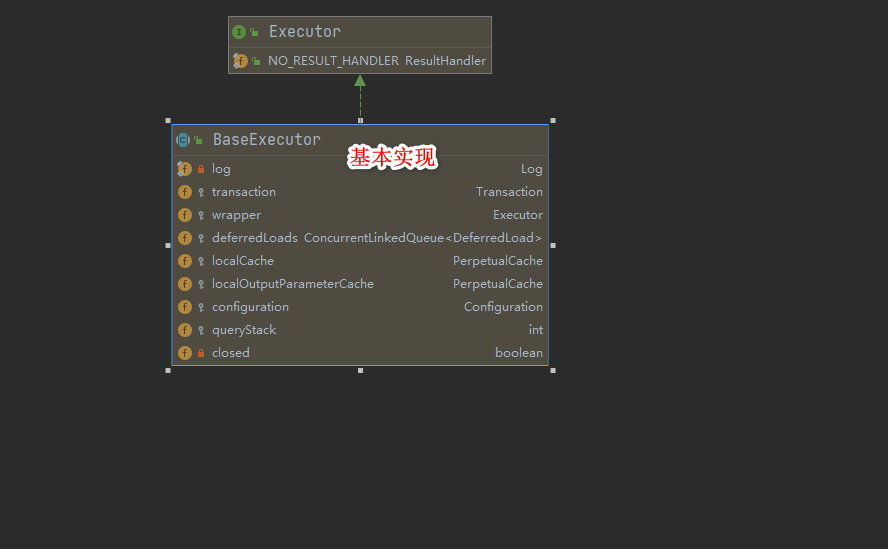 Executor
NO_RESULT_HANDLER ResultHandler
BaseExecutor
基本实现
log Log
transaction Transaction
wrapper Executor
deferredLoads ConcurrentLinkedQueue<DeferredLoad>
localCache PerpetualCache
localOutputParameterCache PerpetualCache
configuration Configuration
queryStack int
closed boolean